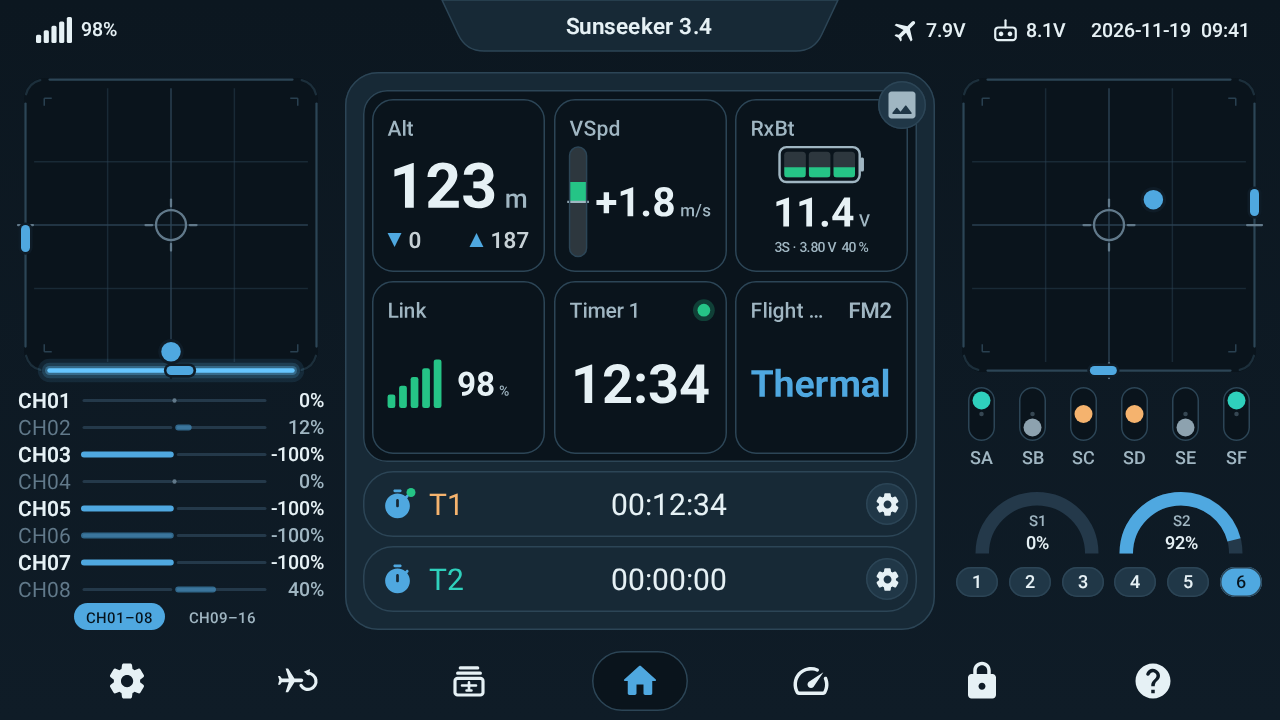 98%
Sunseeker 3.4
7.9V
8.1V
2026-11-19 09:41
Alt
123 m
▼ 0 ▲ 187
VSpd
+1.8 m/s
RxBt
11.4 V
3S · 3.80 V 40 %
Link
98 %
Timer 1
12:34
Flight ... FM2
Thermal
T1 00:12:34
T2 00:00:00
CH01 0%
CH02 12%
CH03 -100%
CH04 0%
CH05 -100%
CH06 -100%
CH07 -100%
CH08 40%
CH01–08 CH09–16
SA SB SC SD SE SF
S1 S2
0% 92%
1 2 3 4 5 6